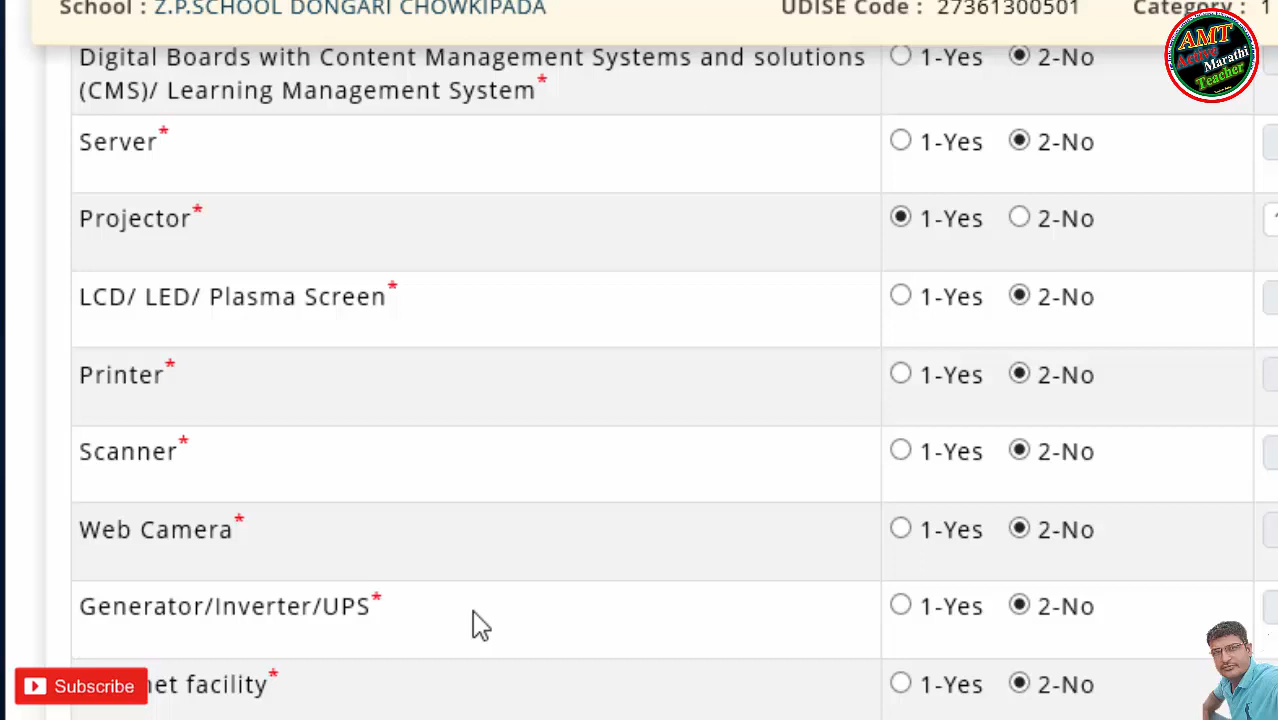 School : Z.P.SCHOOL DONGARI CHOWKIPADA UDISE Code : 27361300501 Category : 1
AMT
Active
Marathi
Teacher
Digital Boards with Content Management Systems and solutions
(CMS)/ Learning Management System* 1-Yes 2-No
Server* 1-Yes 2-No
Projector* 1-Yes 2-No
LCD/ LED/ Plasma Screen* 1-Yes 2-No
Printer* 1-Yes 2-No
Scanner* 1-Yes 2-No
Web Camera* 1-Yes 2-No
Generator/Inverter/UPS* 1-Yes 2-No
Subscribe
net facility* 1-Yes 2-No